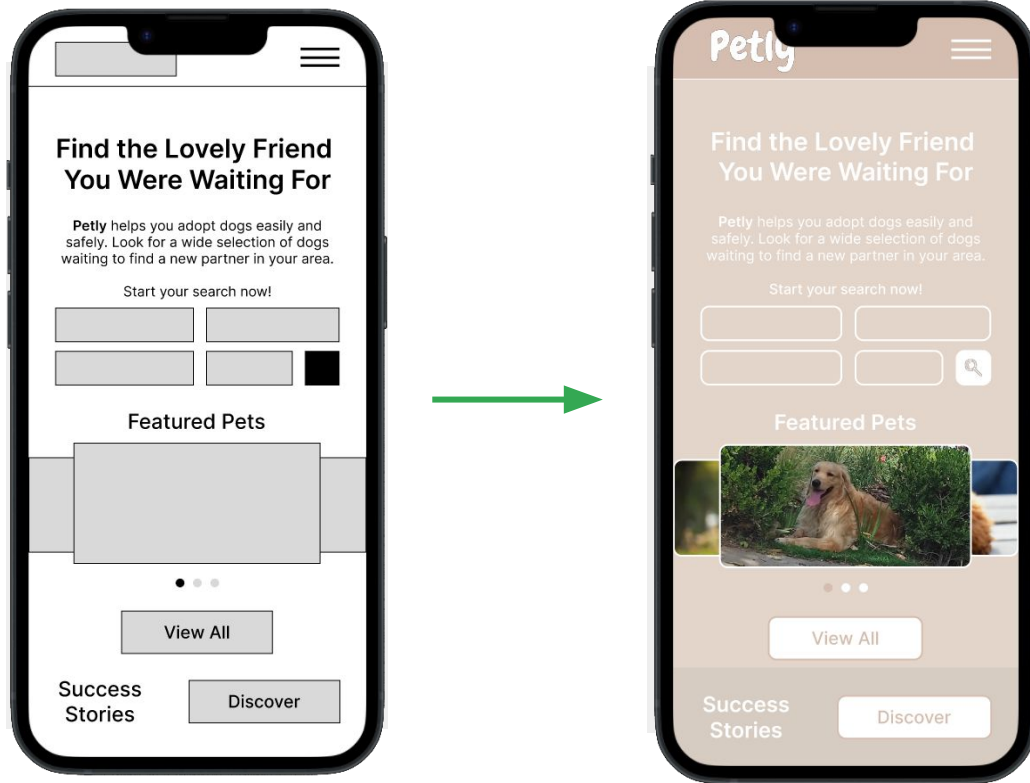 Find the Lovely Friend
You Were Waiting For
Petly helps you adopt dogs easily and
safely. Look for a wide selection of dogs
waiting to find a new partner in your area.
Start your search now!
Featured Pets
View All
Success
Stories
Discover
Petly
Find the Lovely Friend
You Were Waiting For
Petly helps you adopt dogs easily and
safely. Look for a wide selection of dogs
waiting to find a new partner in your area.
Start your search now!
Featured Pets
View All
Success
Stories
Discover